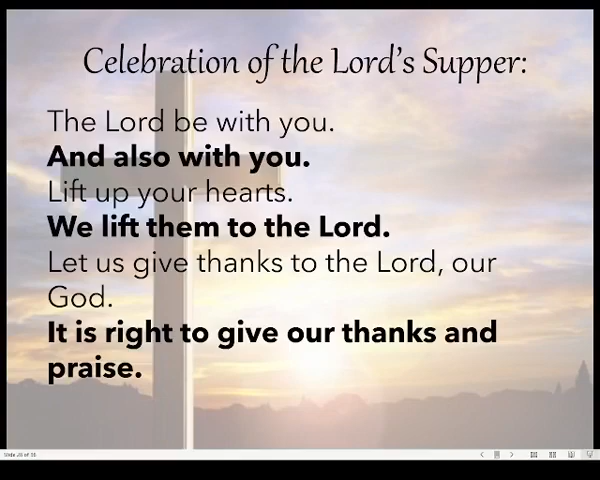 Celebration of the Lord's Supper:
The Lord be with you.
And also with you.
Lift up your hearts.
We lift them to the Lord.
Let us give thanks to the Lord, our
God.
It is right to give our thanks and
praise.